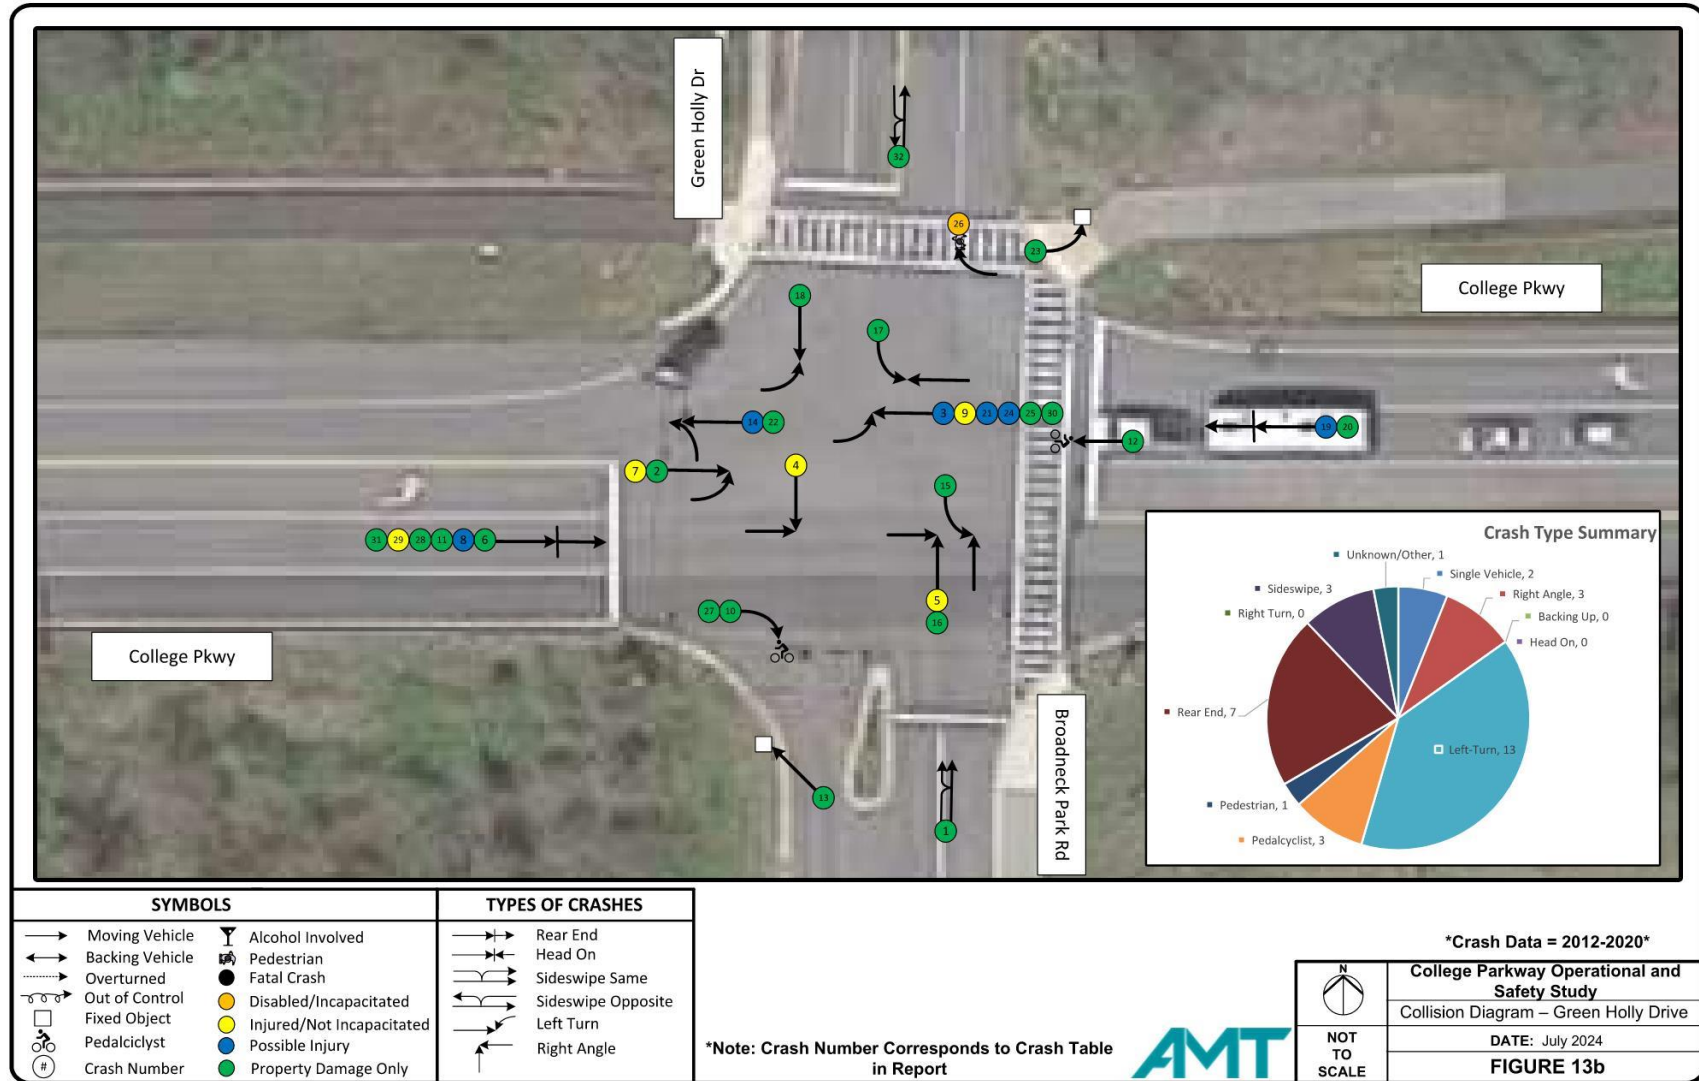 Green Holly Dr
32
26
23
College Pkwy
18
17
14
22
3
9
21
24
25
30
12
19
20
7
2
4
15
31
29
28
11
8
6
5
16
27
10
College Pkwy
13
1
Broadneck Park Rd
Crash Type Summary
Unknown/Other, 1
Single Vehicle, 2
Sideswipe, 3
Right Angle, 3
Right Turn, 0
Backing Up, 0
Head On, 0
Rear End, 7
Left-Turn, 13
Pedestrian, 1
Pedalcyclist, 3
SYMBOLS
Moving Vehicle
Backing Vehicle
Overturned
Out of Control
Fixed Object
Pedalciclyst
# Crash Number
Alcohol Involved
Pedestrian
Fatal Crash
Disabled/Incapacitated
Injured/Not Incapacitated
Possible Injury
Property Damage Only
TYPES OF CRASHES
Rear End
Head On
Sideswipe Same
Sideswipe Opposite
Left Turn
Right Angle
*Note: Crash Number Corresponds to Crash Table
in Report
AMT
*Crash Data = 2012-2020*
N
NOT
TO
SCALE
College Parkway Operational and
Safety Study
Collision Diagram – Green Holly Drive
DATE: July 2024
FIGURE 13b